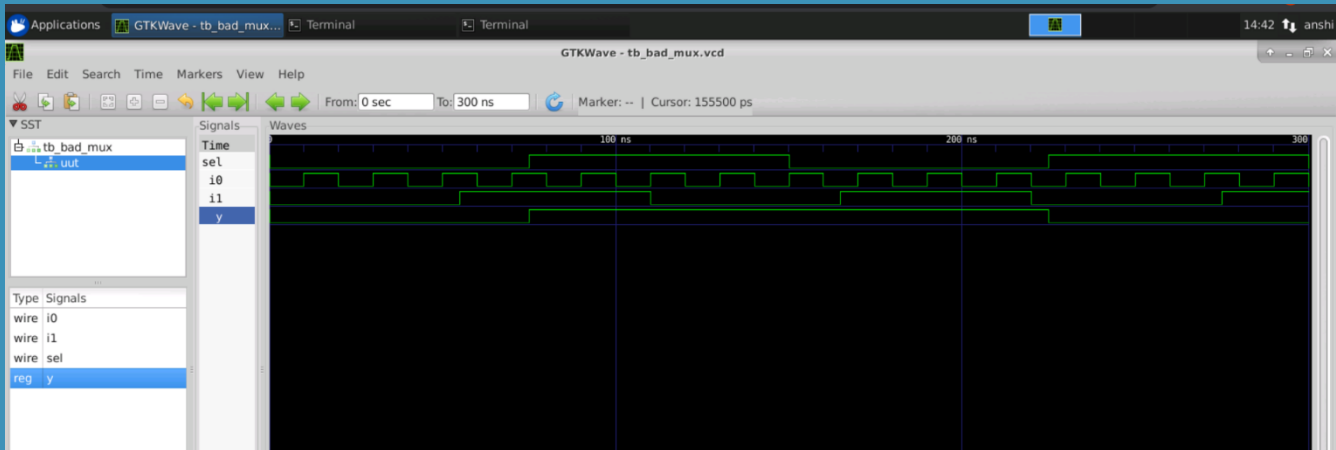 Applications GTKWave - tb_bad_mux... Terminal Terminal 14:42 anshi
GTKWave - tb_bad_mux.vcd
File Edit Search Time Markers View Help
From: 0 sec To: 300 ns Marker: -- | Cursor: 155500 ps
SST
tb_bad_mux
uut
Signals
Time
sel
i0
i1
y
Waves
0 100 ns 200 ns 300
Type Signals
wire i0
wire i1
wire sel
reg y